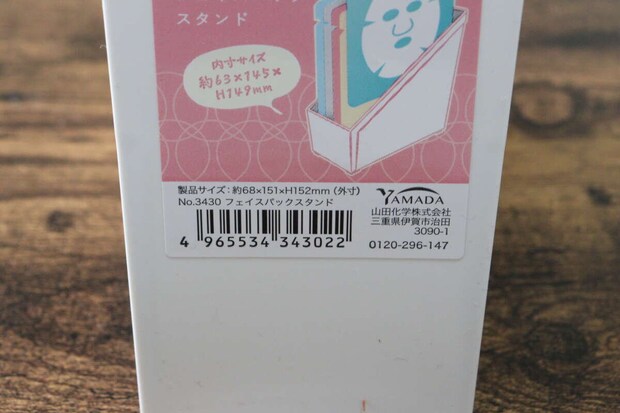 スタンド
内寸サイズ
約63×145×
H149mm
製品サイズ：約68×151×H152mm（外寸）
No.3430 フェイスパックスタンド
4 965534 343022
YAMADA
山田化学株式会社
三重県伊賀市治田
3090-1
0120-296-147